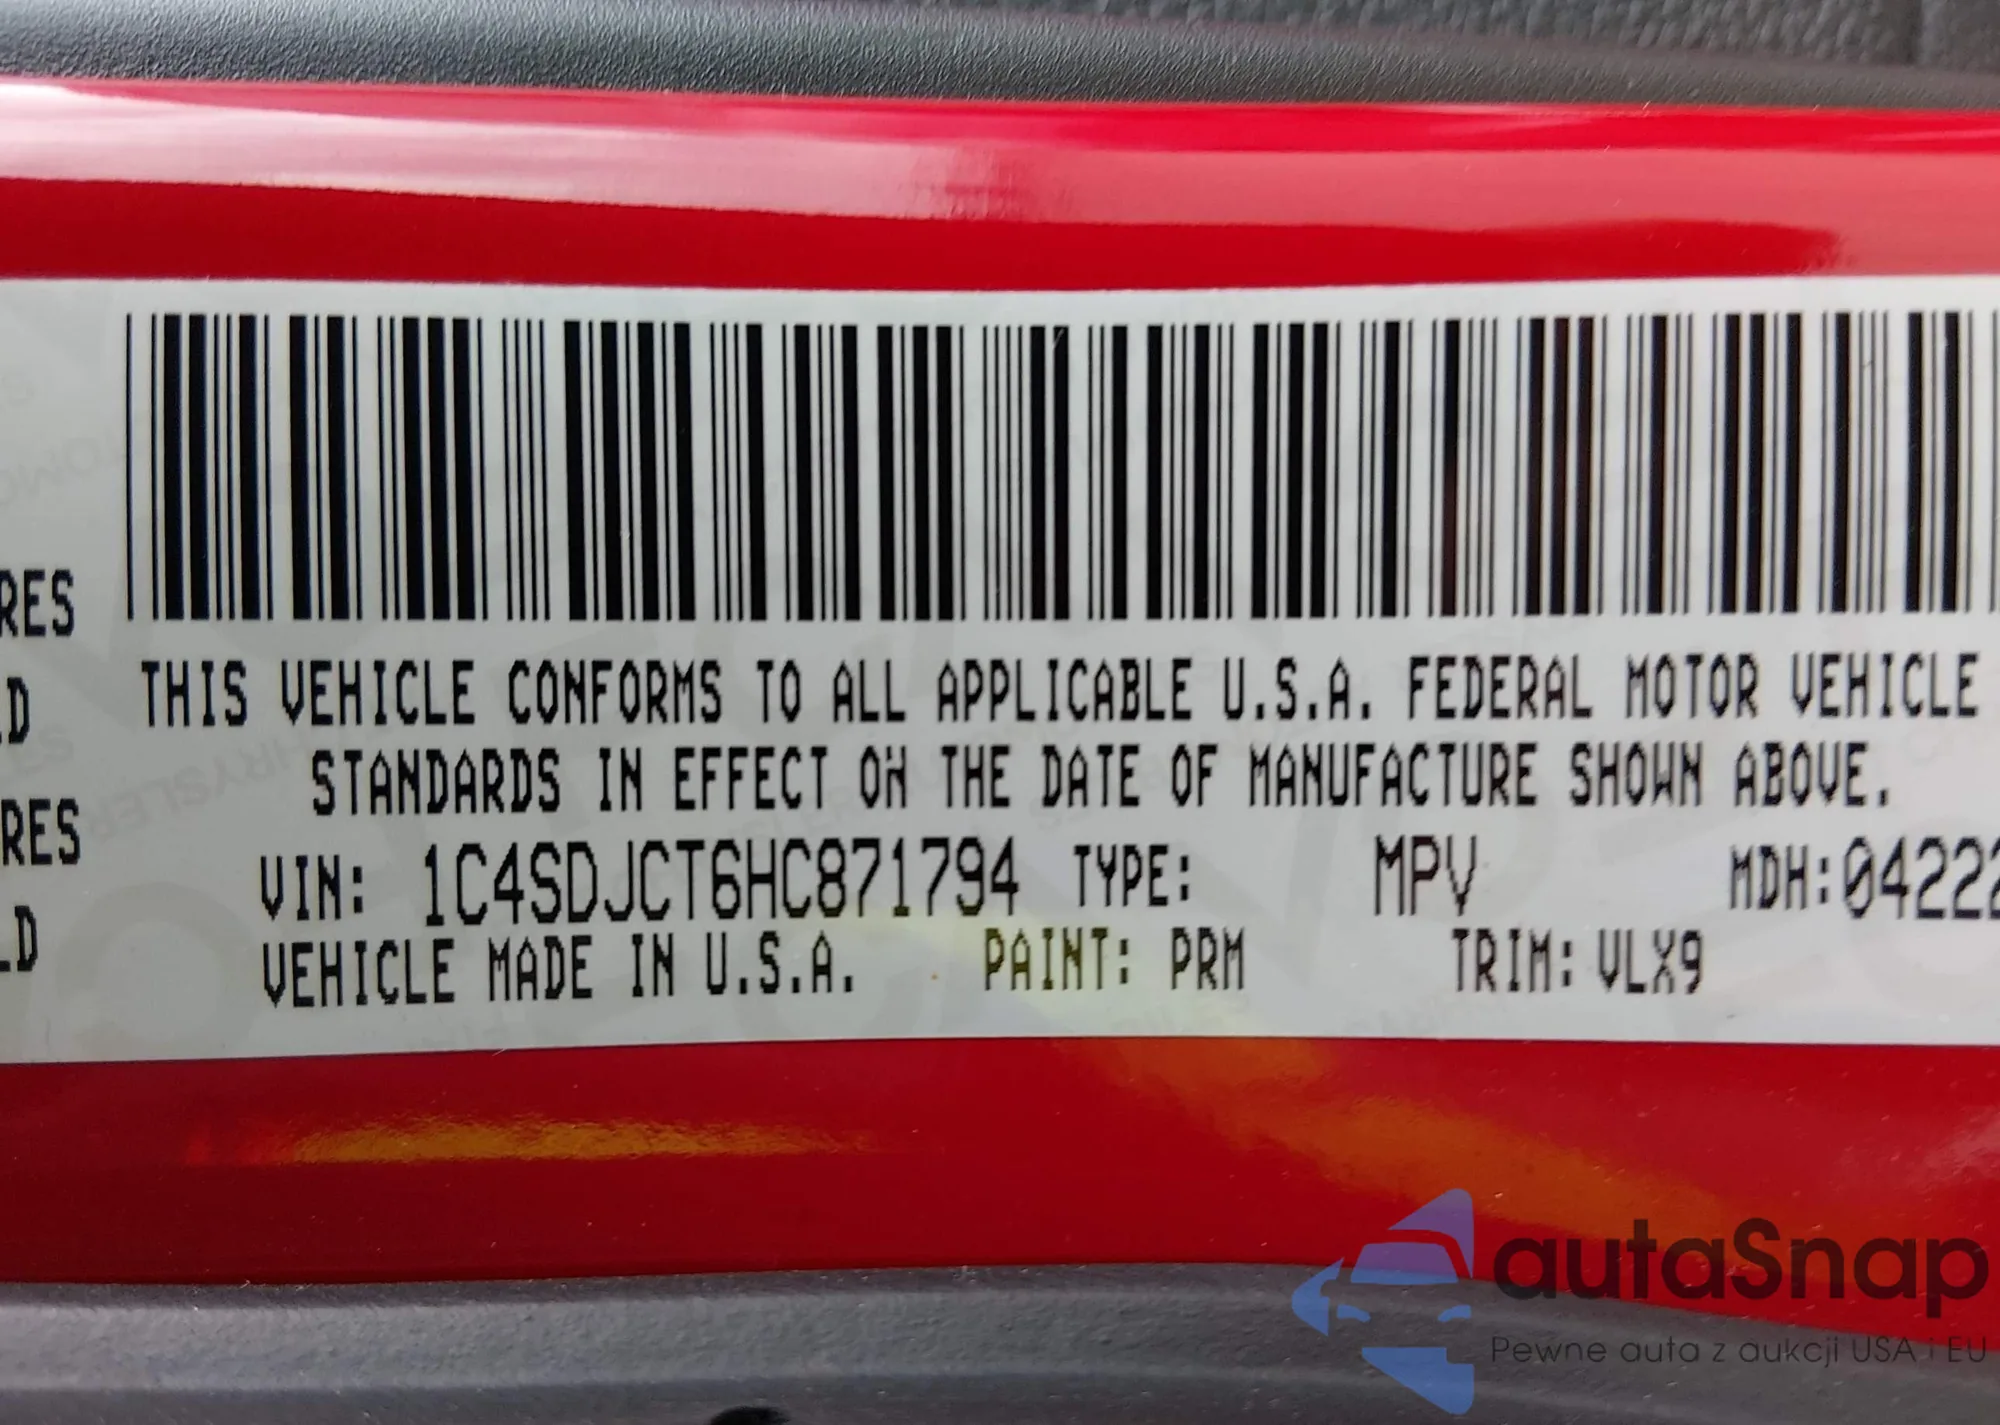 RES
LD
RES
LD
THIS VEHICLE CONFORMS TO ALL APPLICABLE U.S.A. FEDERAL MOTOR VEHICLE
STANDARDS IN EFFECT ON THE DATE OF MANUFACTURE SHOWN ABOVE.
VIN: 1C4SDJCT6HC871794 TYPE: MPV MDH:04222
VEHICLE MADE IN U.S.A. PAINT: PRM TRIM: VLX9
autaSnap
Pewne auta z aukcji USA i EU